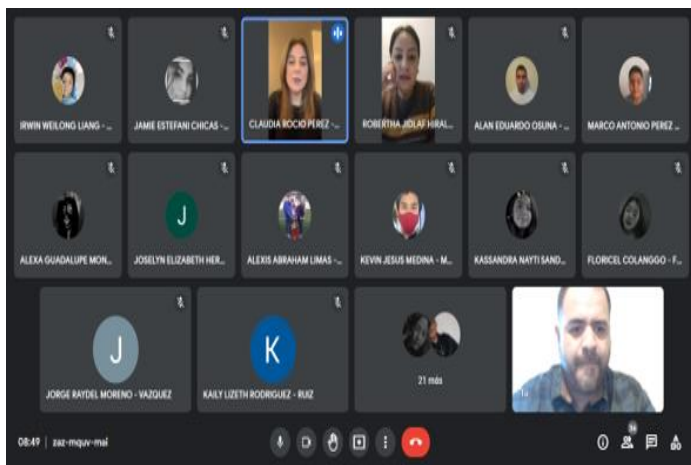 IRWIN WEILONG LIANG - ...
JAMIE ESTEFANI CHICAS -...
CLAUDIA ROCIO PEREZ -...
ROBERTHA JIDLAF HIRAL...
ALAN EDUARDO OSUNA - ...
MARCO ANTONIO PEREZ ...
ALEXA GUADALUPE MON...
J
JOSELYN ELIZABETH HER...
ALEXIS ABRAHAM LIMAS -...
KEVIN JESUS MEDINA - M...
KASSANDRA NAYTI SAND...
FLORICEL COLANGGO - F...
J
JORGE RAYDEL MORENO - VAZQUEZ
K
KAILY LIZETH RODRIGUEZ - RUIZ
21 más
Tú
08:49 | zaz-mquv-mai